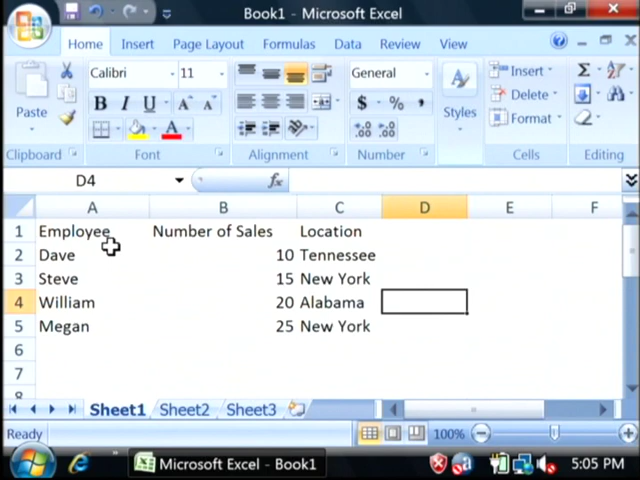 Book1 - Microsoft Excel
Home Insert Page Layout Formulas Data Review View
Calibri 11 General Insert Σ
Paste B I U A A $ % , Styles Delete
A Format
Clipboard Font Alignment Number Cells Editing
D4 fx
A B C D E F
1 Employee Number of Sales Location
2 Dave 10 Tennessee
3 Steve 15 New York
4 William 20 Alabama
5 Megan 25 New York
6
7
8
Sheet1 Sheet2 Sheet3
Ready 100%
Microsoft Excel - Book1 5:05 PM